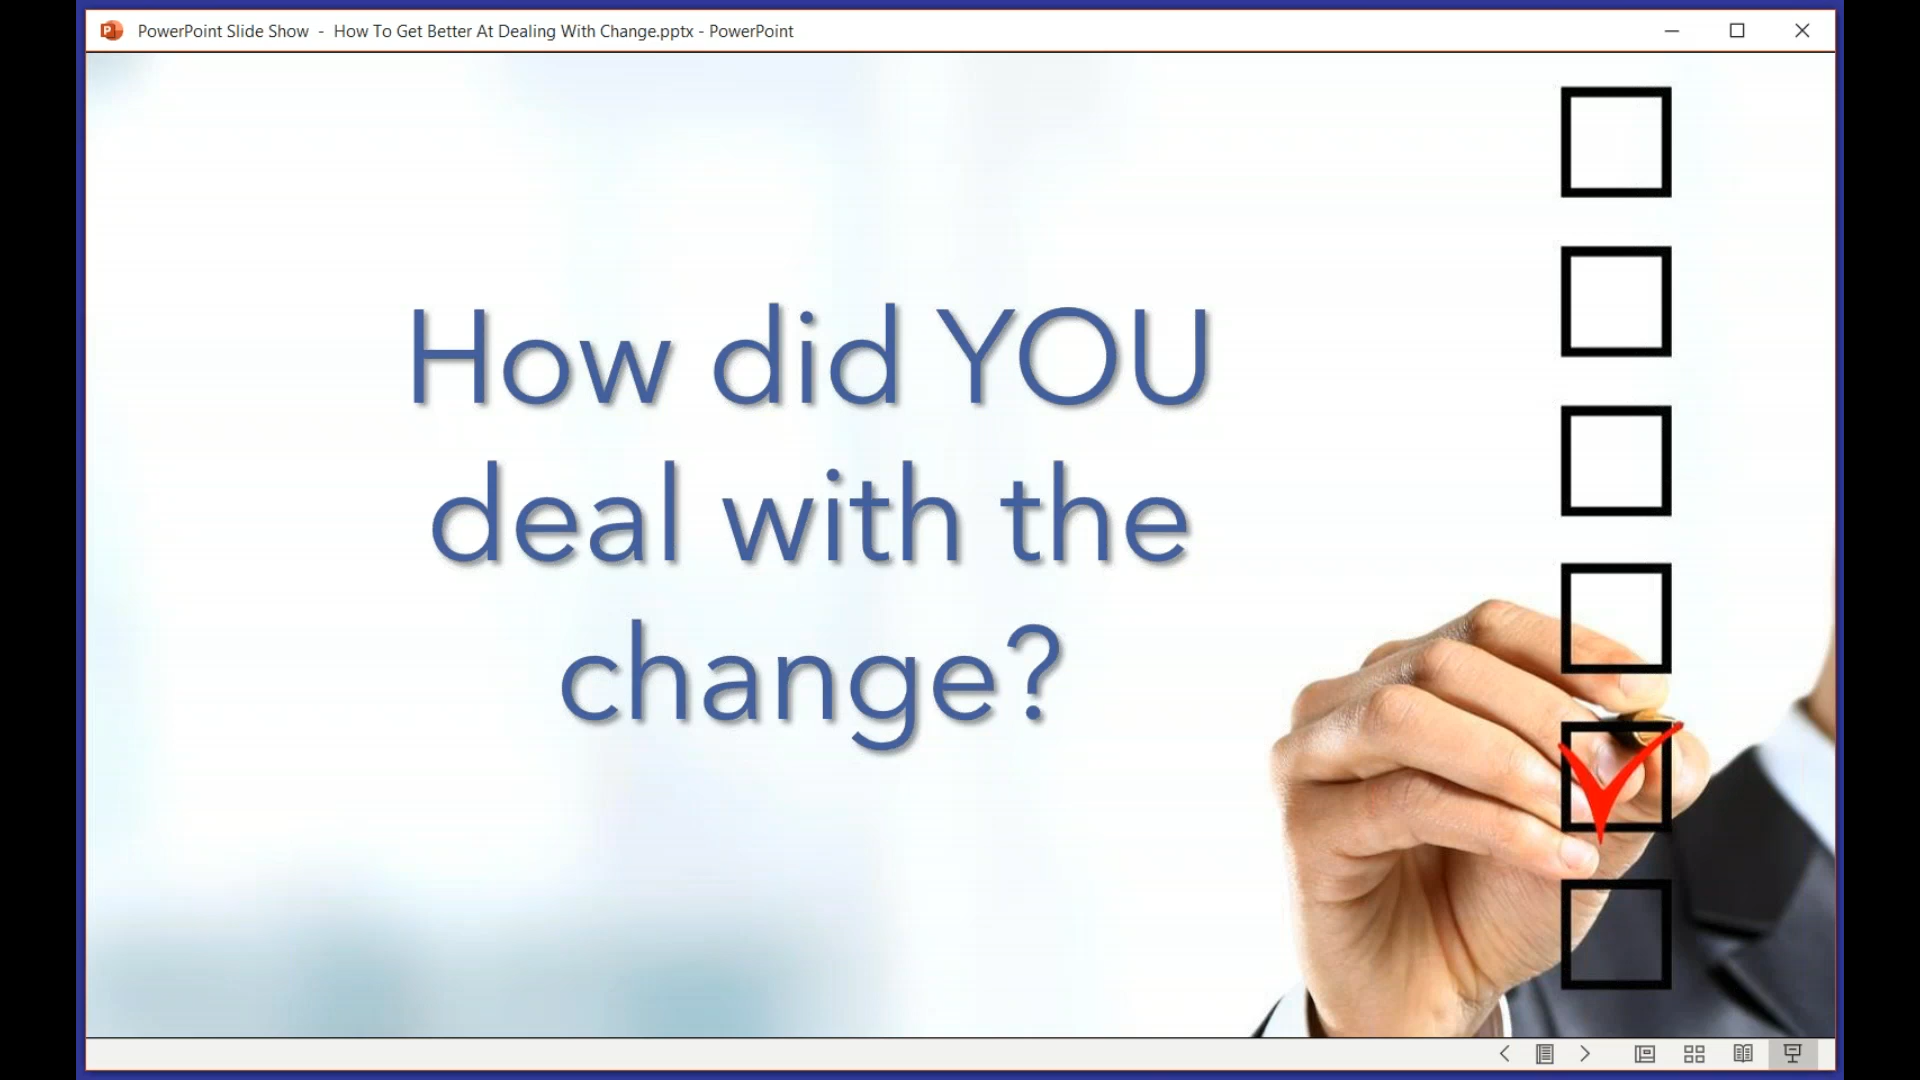 PowerPoint Slide Show - How To Get Better At Dealing With Change.pptx - PowerPoint
How did YOU
deal with the
change?